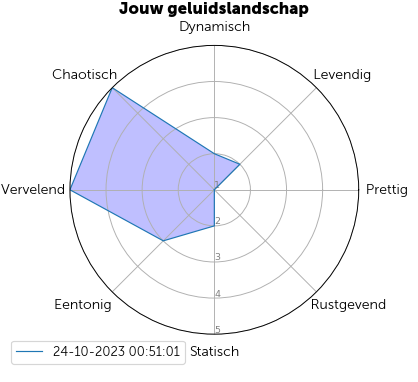 Jouw geluidslandschap
Dynamisch
Chaotisch
Levendig
Vervelend
1
Prettig
2
3
4
Eentonig
Rustgevend
5
24-10-2023 00:51:01
Statisch